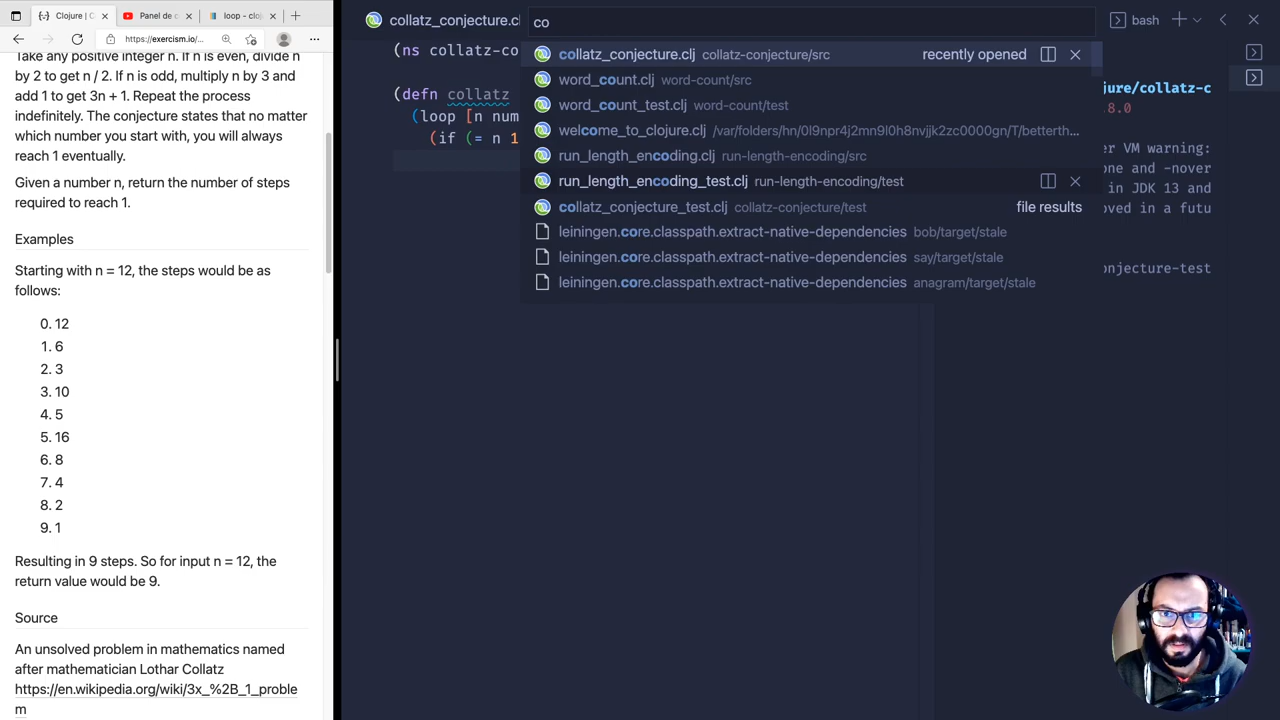 Clojure | C
Panel de c
loop - cloj
https://exercism.io/...
Take any positive integer n. If n is even, divide n
by 2 to get n / 2. If n is odd, multiply n by 3 and
add 1 to get 3n + 1. Repeat the process
indefinitely. The conjecture states that no matter
which number you start with, you will always
reach 1 eventually.
Given a number n, return the number of steps
required to reach 1.
Examples
Starting with n = 12, the steps would be as
follows:
0. 12
1. 6
2. 3
3. 10
4. 5
5. 16
6. 8
7. 4
8. 2
9. 1
Resulting in 9 steps. So for input n = 12, the
return value would be 9.
Source
An unsolved problem in mathematics named
after mathematician Lothar Collatz
https://en.wikipedia.org/wiki/3x_%2B_1_proble
m
collatz_conjecture.cl
(ns collatz-co
(defn collatz
(loop [n num
(if (= n 1
co
collatz_conjecture.clj collatz-conjecture/src recently opened
word_count.clj word-count/src
word_count_test.clj word-count/test
welcome_to_clojure.clj /var/folders/hn/0l9npr4j2mn9l0h8nvjjk2zc0000gn/T/betterth...
run_length_encoding.clj run-length-encoding/src
run_length_encoding_test.clj run-length-encoding/test
collatz_conjecture_test.clj collatz-conjecture/test file results
leiningen.core.classpath.extract-native-dependencies bob/target/stale
leiningen.core.classpath.extract-native-dependencies say/target/stale
leiningen.core.classpath.extract-native-dependencies anagram/target/stale
bash
jure/collatz-c
.8.0
er VM warning:
one and -nover
in JDK 13 and
oved in a futu
onjecture-test